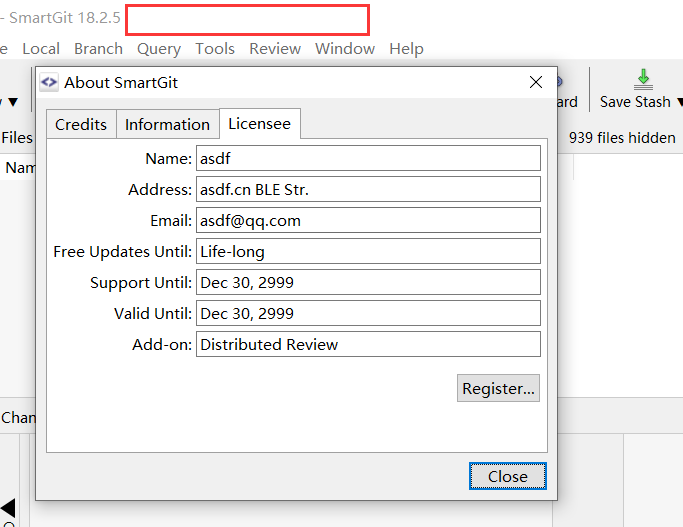 - SmartGit 18.2.5
e Local Branch Query Tools Review Window Help
About SmartGit
ard Save Stash
Credits Information Licensee
Files
939 files hidden
Nam
Name: asdf
Address: asdf.cn BLE Str.
Email: asdf@qq.com
Free Updates Until: Life-long
Support Until: Dec 30, 2999
Valid Until: Dec 30, 2999
Add-on: Distributed Review
Register...
Chan
Close